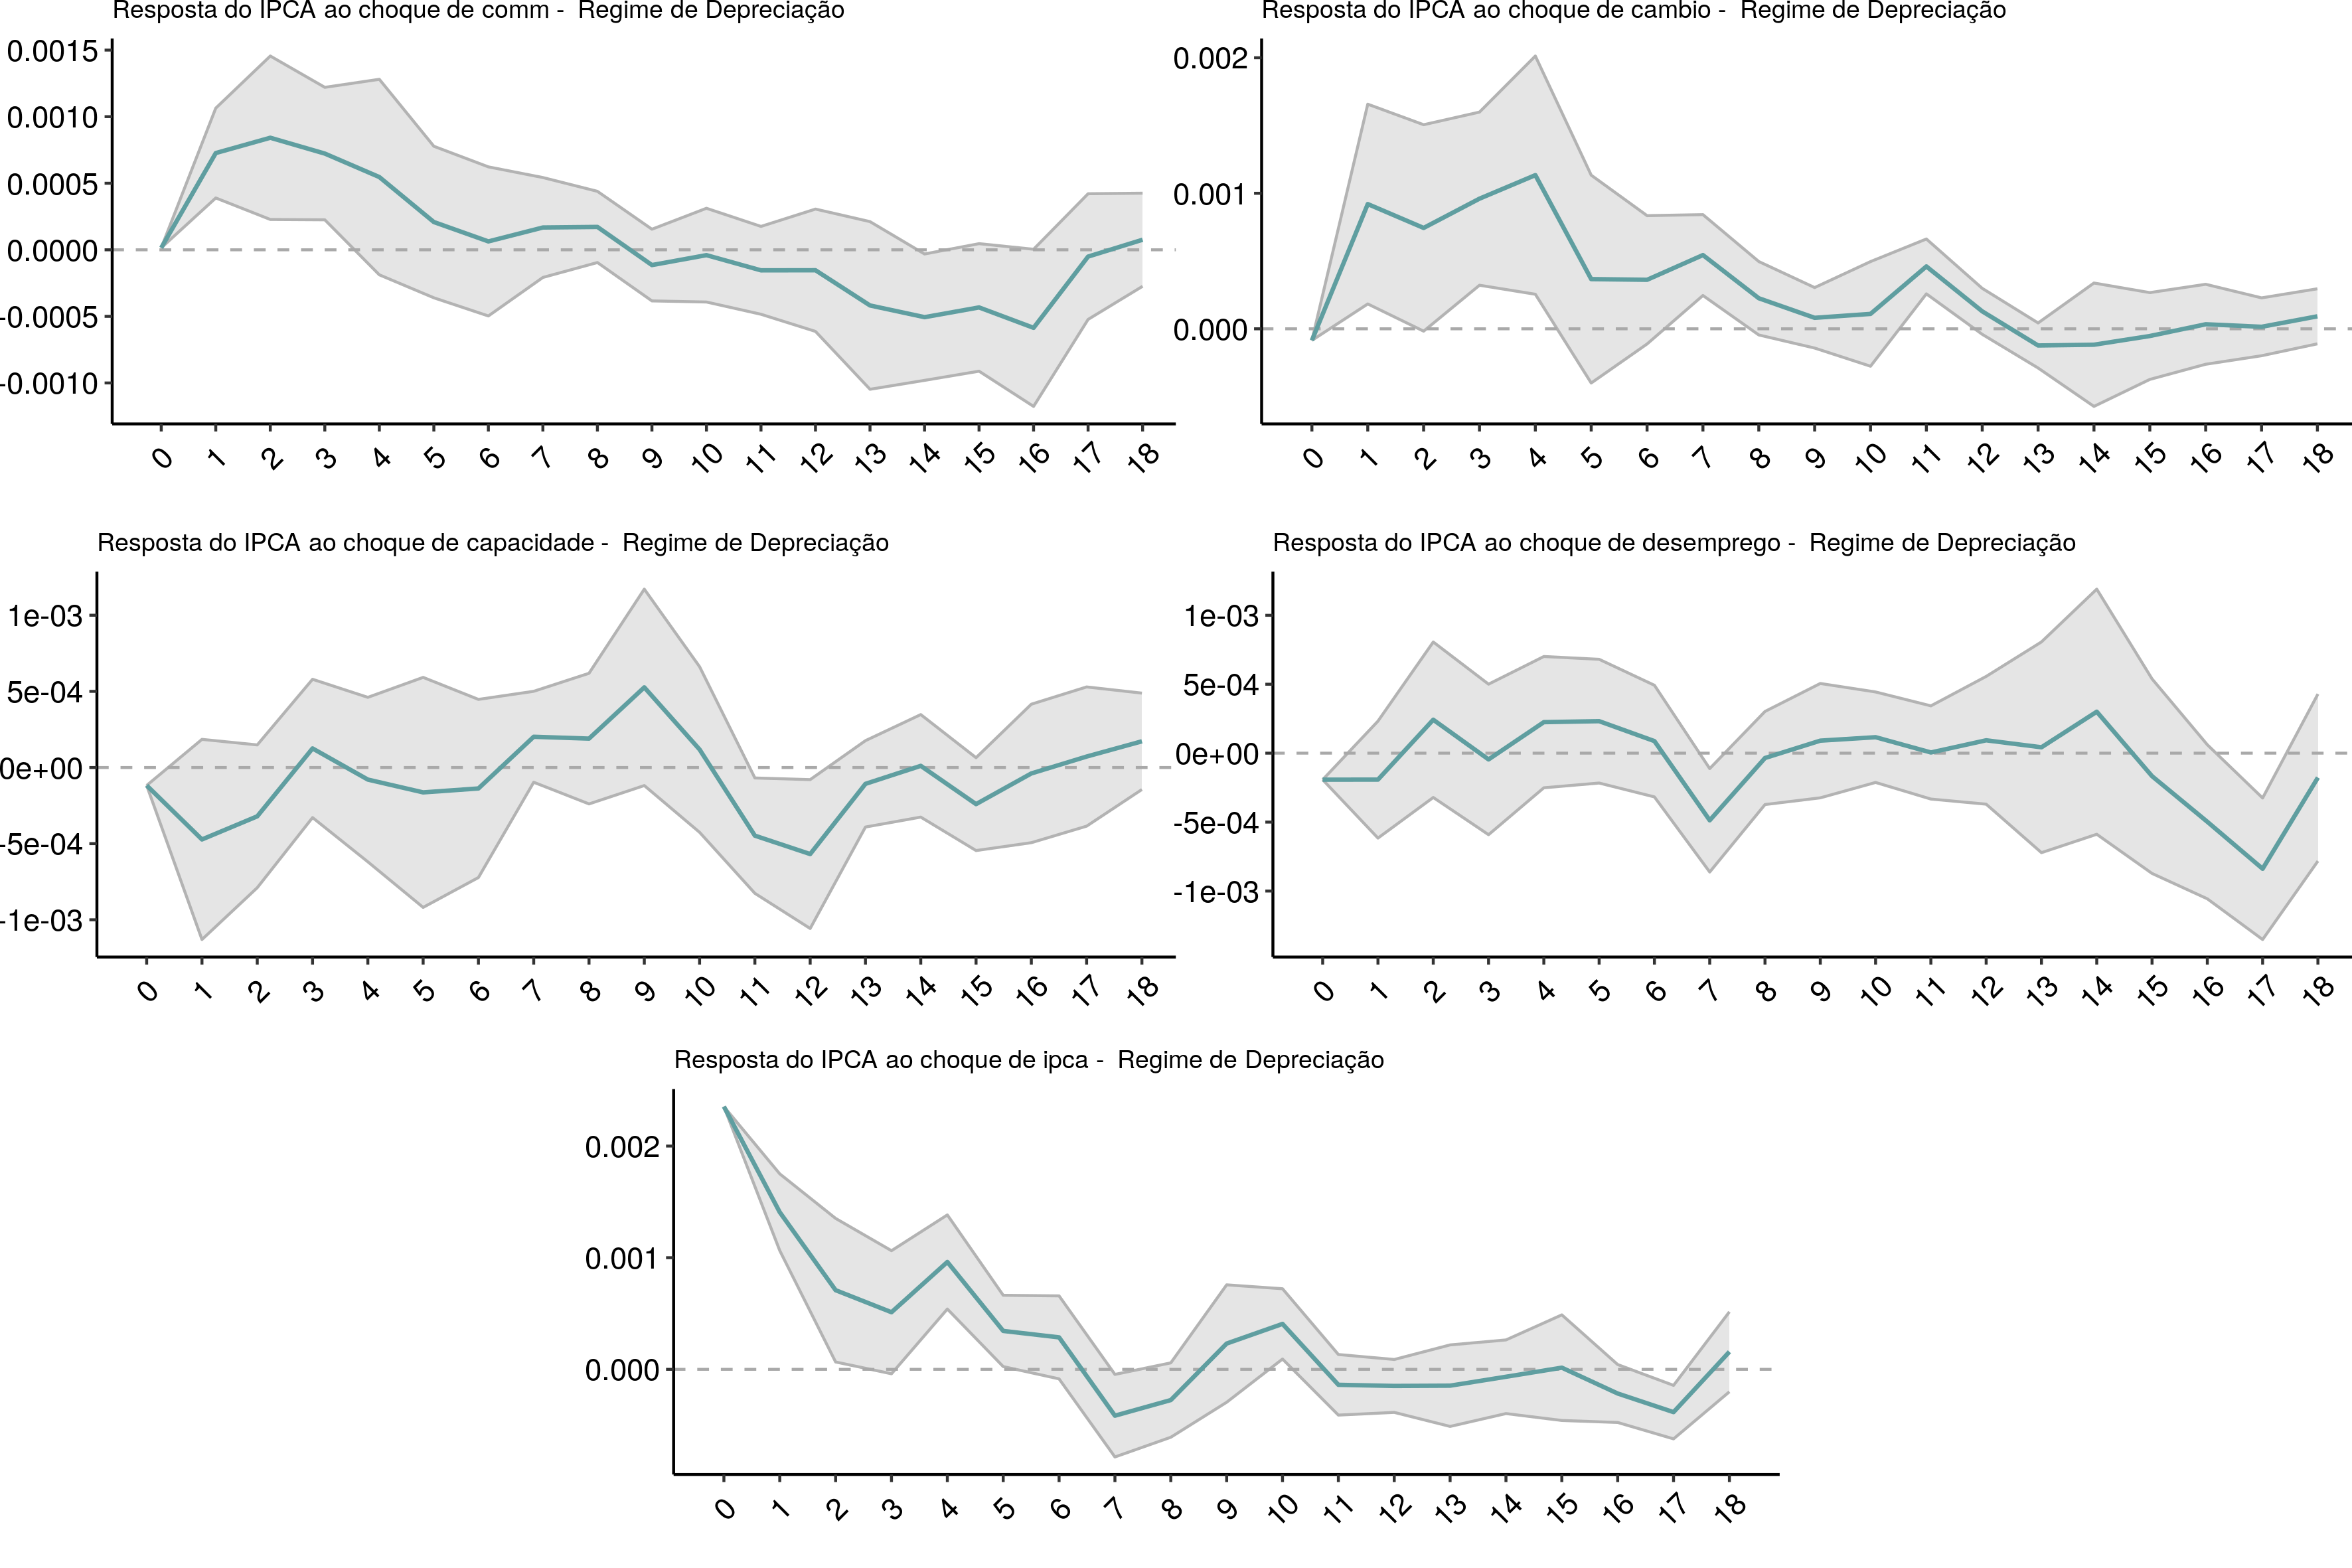 Resposta do IPCA ao choque de comm - Regime de Depreciação
0.0015
0.0010
0.0005
0.0000
-0.0005
-0.0010
0 1 2 3 4 5 6 7 8 9 10 11 12 13 14 15 16 17 18
Resposta do IPCA ao choque de cambio - Regime de Depreciação
0.002
0.001
0.000
0 1 2 3 4 5 6 7 8 9 10 11 12 13 14 15 16 17 18
Resposta do IPCA ao choque de capacidade - Regime de Depreciação
1e-03
5e-04
0e+00
-5e-04
-1e-03
0 1 2 3 4 5 6 7 8 9 10 11 12 13 14 15 16 17 18
Resposta do IPCA ao choque de desemprego - Regime de Depreciação
1e-03
5e-04
0e+00
-5e-04
-1e-03
0 1 2 3 4 5 6 7 8 9 10 11 12 13 14 15 16 17 18
Resposta do IPCA ao choque de ipca - Regime de Depreciação
0.002
0.001
0.000
0 1 2 3 4 5 6 7 8 9 10 11 12 13 14 15 16 17 18